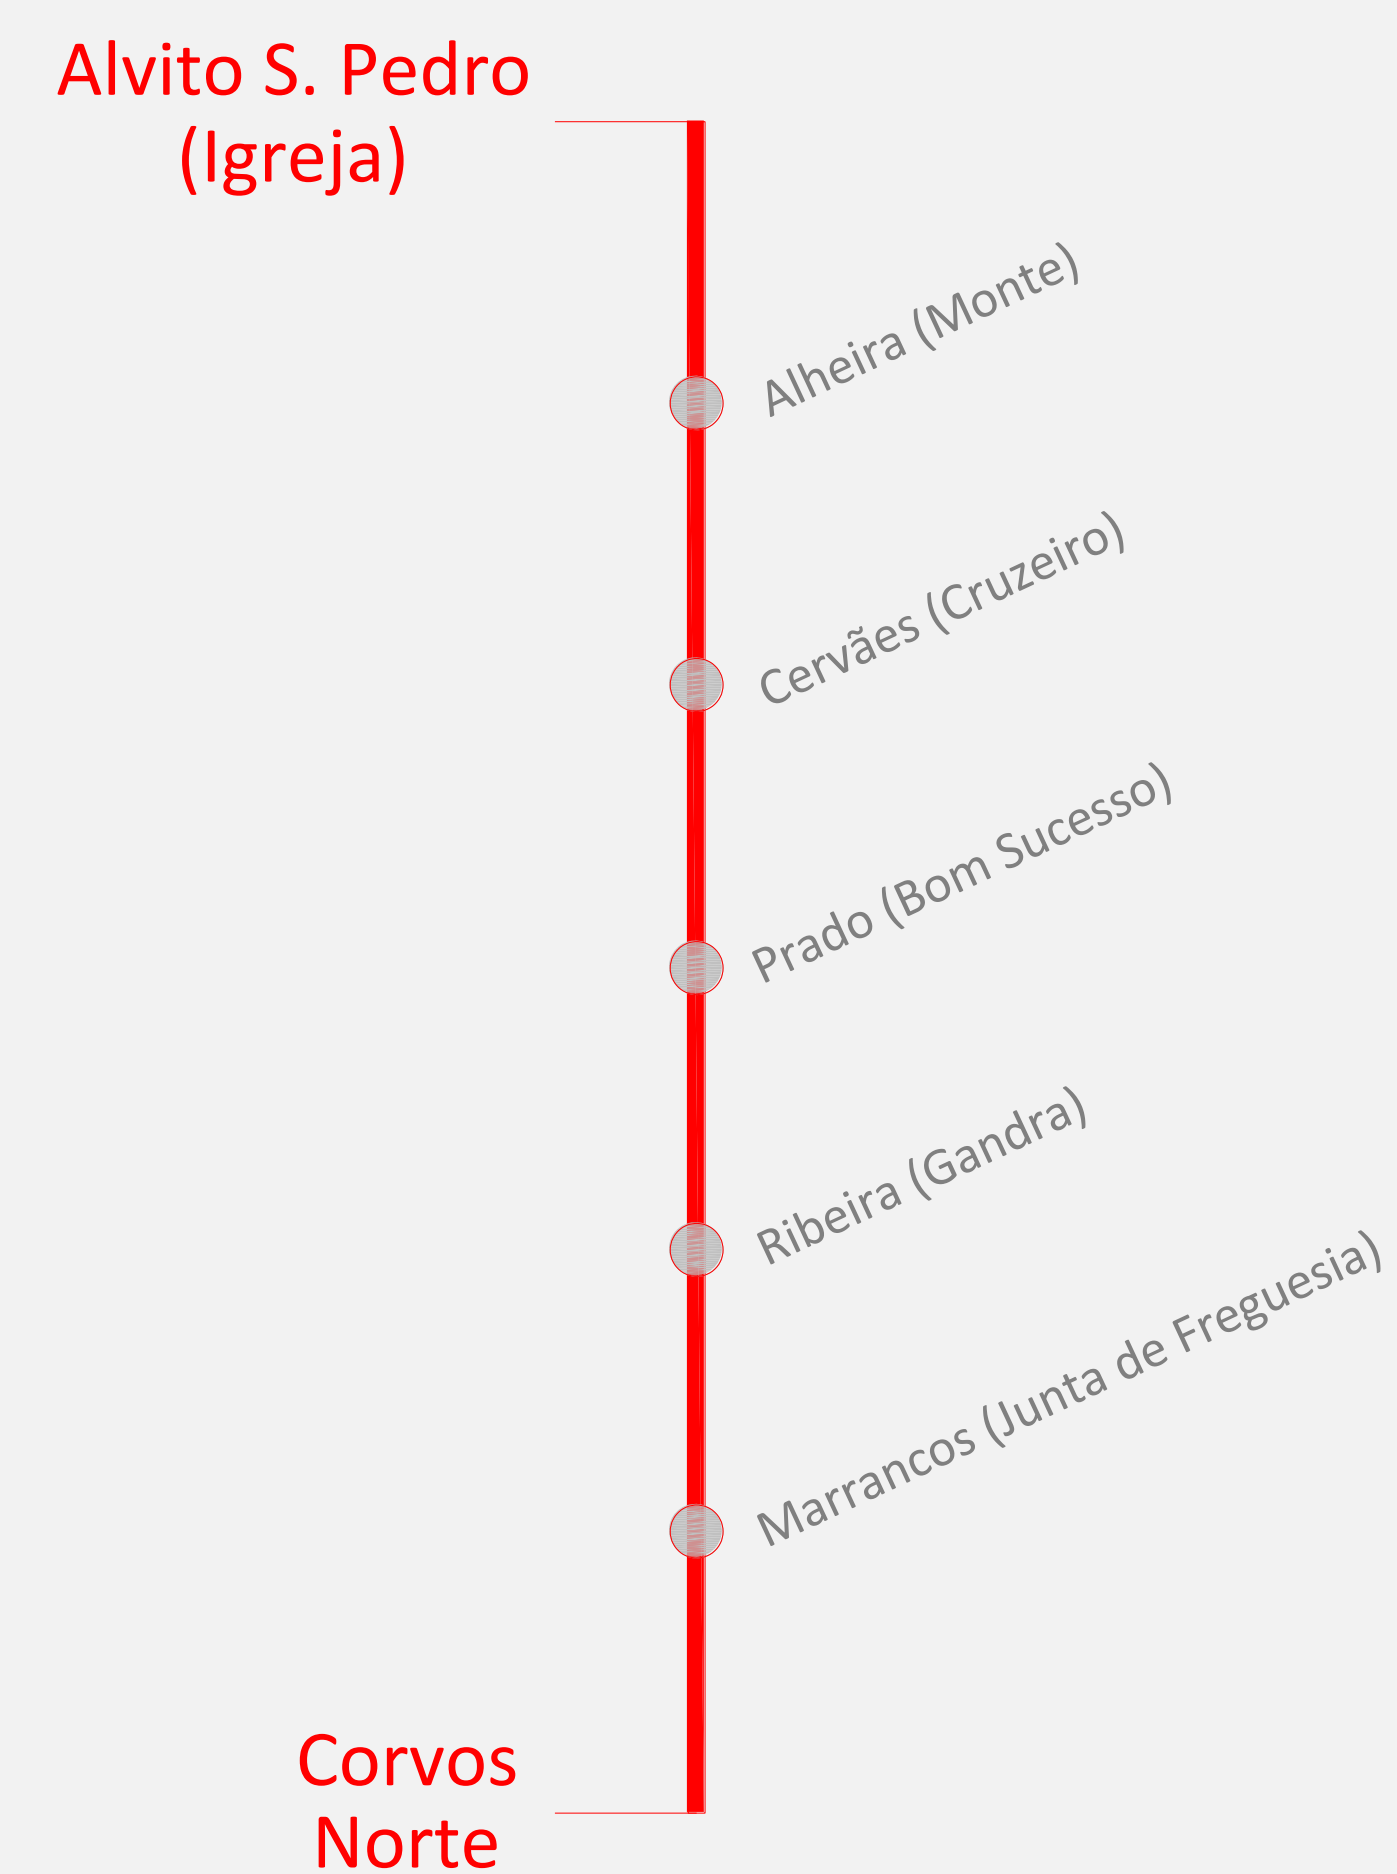 Alvito S. Pedro
(Igreja)
Alheira (Monte)
Cervães (Cruzeiro)
Prado (Bom Sucesso)
Ribeira (Gandra)
Marrancos (Junta de Freguesia)
Corvos
Norte